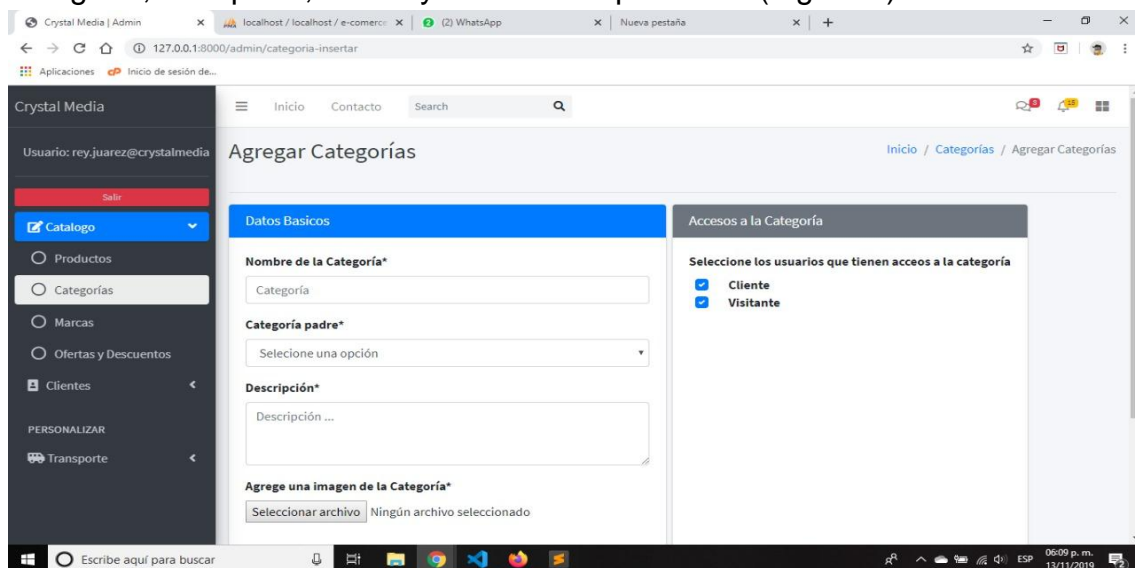 Crystal Media | Admin
localhost / localhost / e-comerc
(2) WhatsApp
Nueva pestaña
127.0.0.1:8000/admin/categoria-insertar
Aplicaciones
Inicio de sesión de...
Crystal Media
Inicio
Contacto
Search
15
Usuario: rey.juarez@crystalmedia
Agregar Categorías
Inicio / Categorías / Agregar Categorías
Salir
Catalogo
Datos Basicos
Accesos a la Categoría
Productos
Nombre de la Categoría*
Seleccione los usuarios que tienen acceos a la categoría
Categorías
Categoría
Cliente
Visitante
Marcas
Categoría padre*
Ofertas y Descuentos
Selecione una opción
Clientes
Descripción*
Descripción ...
PERSONALIZAR
Transporte
Agrege una imagen de la Categoría*
Seleccionar archivo Ningún archivo seleccionado
Escribe aquí para buscar
ESP
06:09 p. m.
13/11/2019